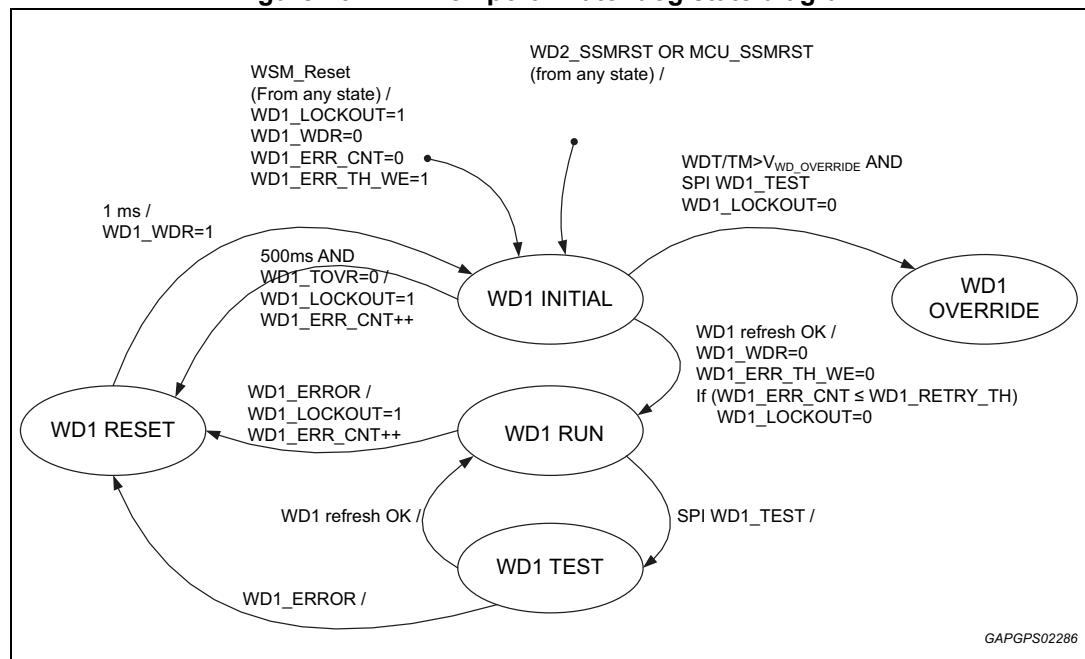 WD2_SSMRST OR MCU_SSMRST
(from any state) /
WSM_Reset
(From any state) /
WD1_LOCKOUT=1
WD1_WDR=0
WD1_ERR_CNT=0
WD1_ERR_TH_WE=1
WDT/TM>VWD_OVERRIDE AND
SPI WD1_TEST
WD1_LOCKOUT=0
1 ms /
WD1_WDR=1
500ms AND
WD1_TOVR=0 /
WD1_LOCKOUT=1
WD1_ERR_CNT++
WD1 INITIAL
WD1
OVERRIDE
WD1 refresh OK /
WD1_WDR=0
WD1_ERR_TH_WE=0
If (WD1_ERR_CNT ≤ WD1_RETRY_TH)
WD1_LOCKOUT=0
WD1_ERROR /
WD1_LOCKOUT=1
WD1_ERR_CNT++
WD1 RESET
WD1 RUN
WD1 refresh OK /
SPI WD1_TEST /
WD1 TEST
WD1_ERROR /
GAPGPS02286